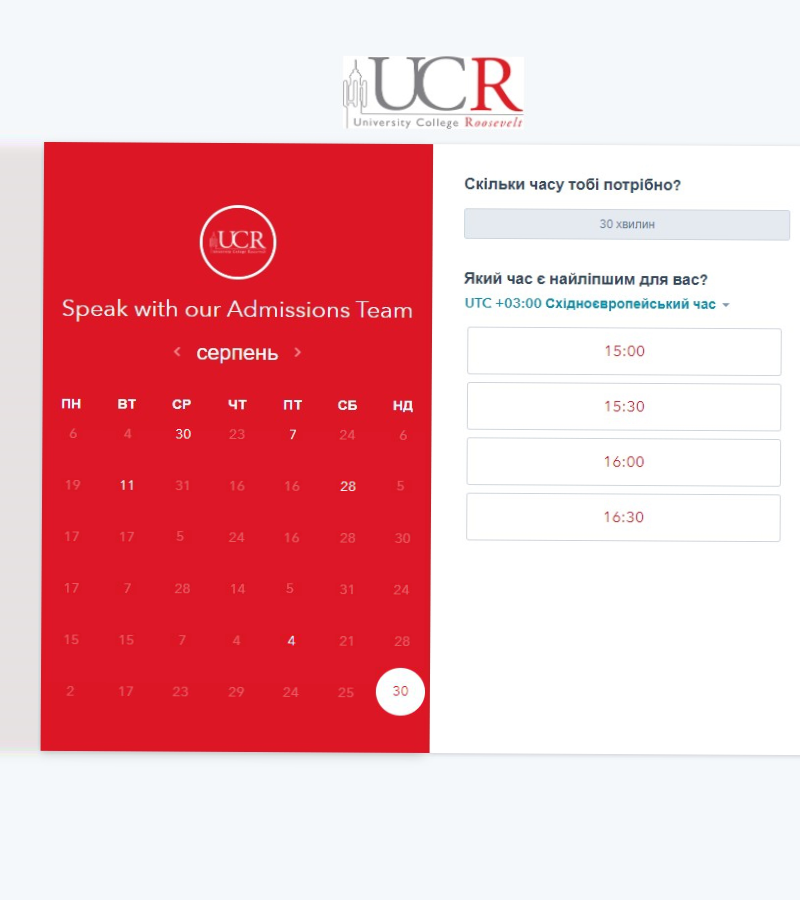 UCR
University College Roosevelt
UCR
Speak with our Admissions Team
серпень
ПН ВТ СР ЧТ ПТ СБ НД
6 4 30 23 7 24 6
19 11 31 16 16 28 5
17 17 5 24 16 28 30
17 7 28 14 5 31 24
15 15 7 4 4 21 28
2 17 23 29 24 25 30
Скільки часу тобі потрібно?
30 хвилин
Який час є найліпшим для вас?
UTC +03:00 Східноєвропейський час
15:00
15:30
16:00
16:30